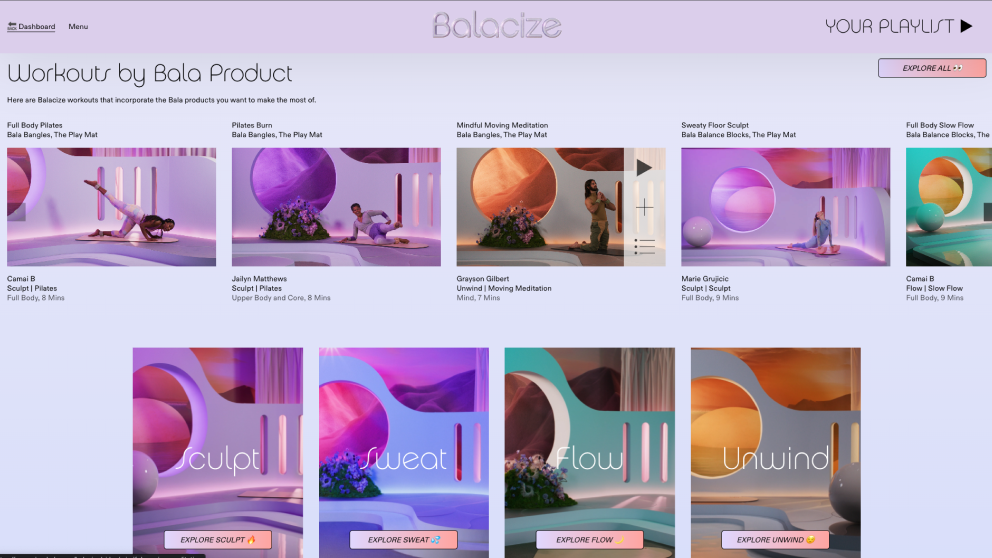 BACK Dashboard
Menu
Balacize
YOUR PLAYLIST
Workouts by Bala Product
EXPLORE ALL 👀
Here are Balacize workouts that incorporate the Bala products you want to make the most of.
Full Body Pilates
Bala Bangles, The Play Mat
Camai B
Sculpt | Pilates
Full Body, 8 Mins
Pilates Burn
Bala Bangles, The Play Mat
Jailyn Matthews
Sculpt | Pilates
Upper Body and Core, 8 Mins
Mindful Moving Meditation
Bala Bangles, The Play Mat
Grayson Gilbert
Unwind | Moving Meditation
Mind, 7 Mins
Sweaty Floor Sculpt
Bala Balance Blocks, The Play Mat
Marie Grujicic
Sculpt | Sculpt
Full Body, 9 Mins
Full Body Slow Flow
Bala Balance Blocks, The
Camai B
Flow | Slow Flow
Full Body, 9 Mins
Sculpt
EXPLORE SCULPT 🔥
Sweat
EXPLORE SWEAT 💦
Flow
EXPLORE FLOW 🌙
Unwind
EXPLORE UNWIND 😌